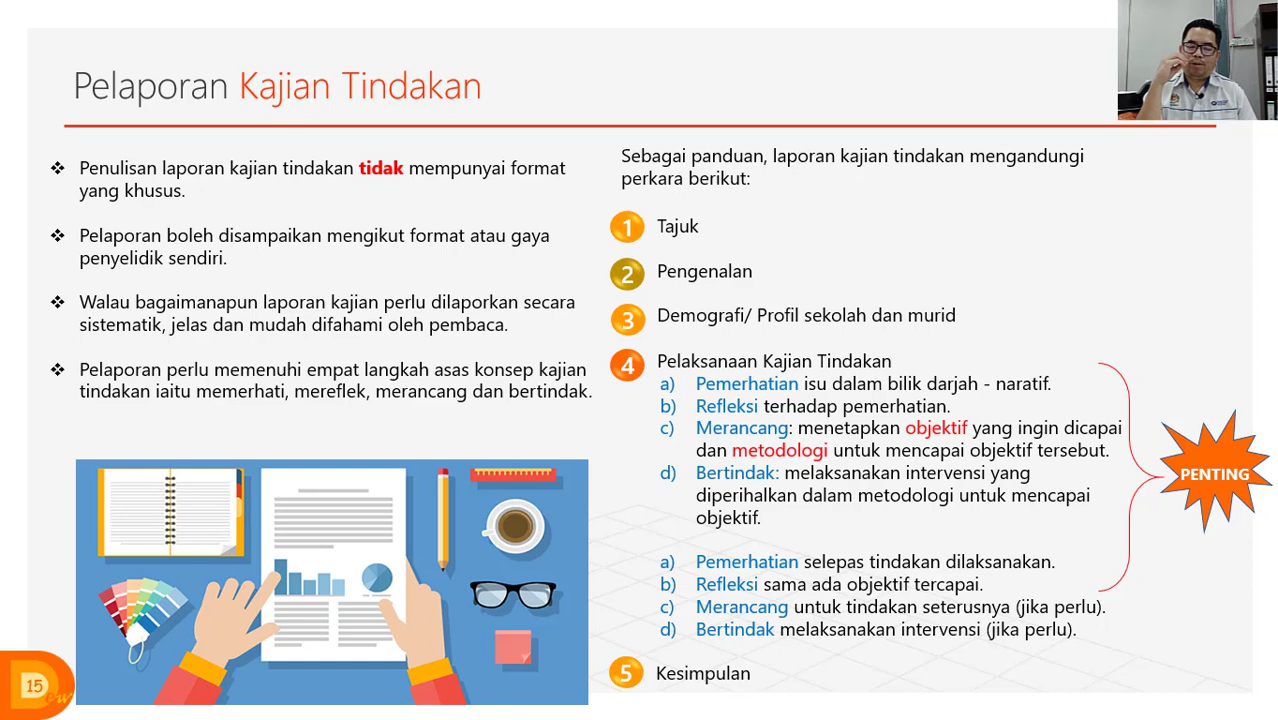 Pelaporan Kajian Tindakan
Penulisan laporan kajian tindakan tidak mempunyai format
yang khusus.
Pelaporan boleh disampaikan mengikut format atau gaya
penyelidik sendiri.
Walau bagaimanapun laporan kajian perlu dilaporkan secara
sistematik, jelas dan mudah difahami oleh pembaca.
Pelaporan perlu memenuhi empat langkah asas konsep kajian
tindakan iaitu memerhati, mereflek, merancang dan bertindak.
Sebagai panduan, laporan kajian tindakan mengandungi
perkara berikut:
1 Tajuk
2 Pengenalan
3 Demografi/ Profil sekolah dan murid
4 Pelaksanaan Kajian Tindakan
a) Pemerhatian isu dalam bilik darjah - naratif.
b) Refleksi terhadap pemerhatian.
c) Merancang: menetapkan objektif yang ingin dicapai
dan metodologi untuk mencapai objektif tersebut.
d) Bertindak: melaksanakan intervensi yang
diperihalkan dalam metodologi untuk mencapai
objektif.
a) Pemerhatian selepas tindakan dilaksanakan.
b) Refleksi sama ada objektif tercapai.
c) Merancang untuk tindakan seterusnya (jika perlu).
d) Bertindak melaksanakan intervensi (jika perlu).
5 Kesimpulan
PENTING
15